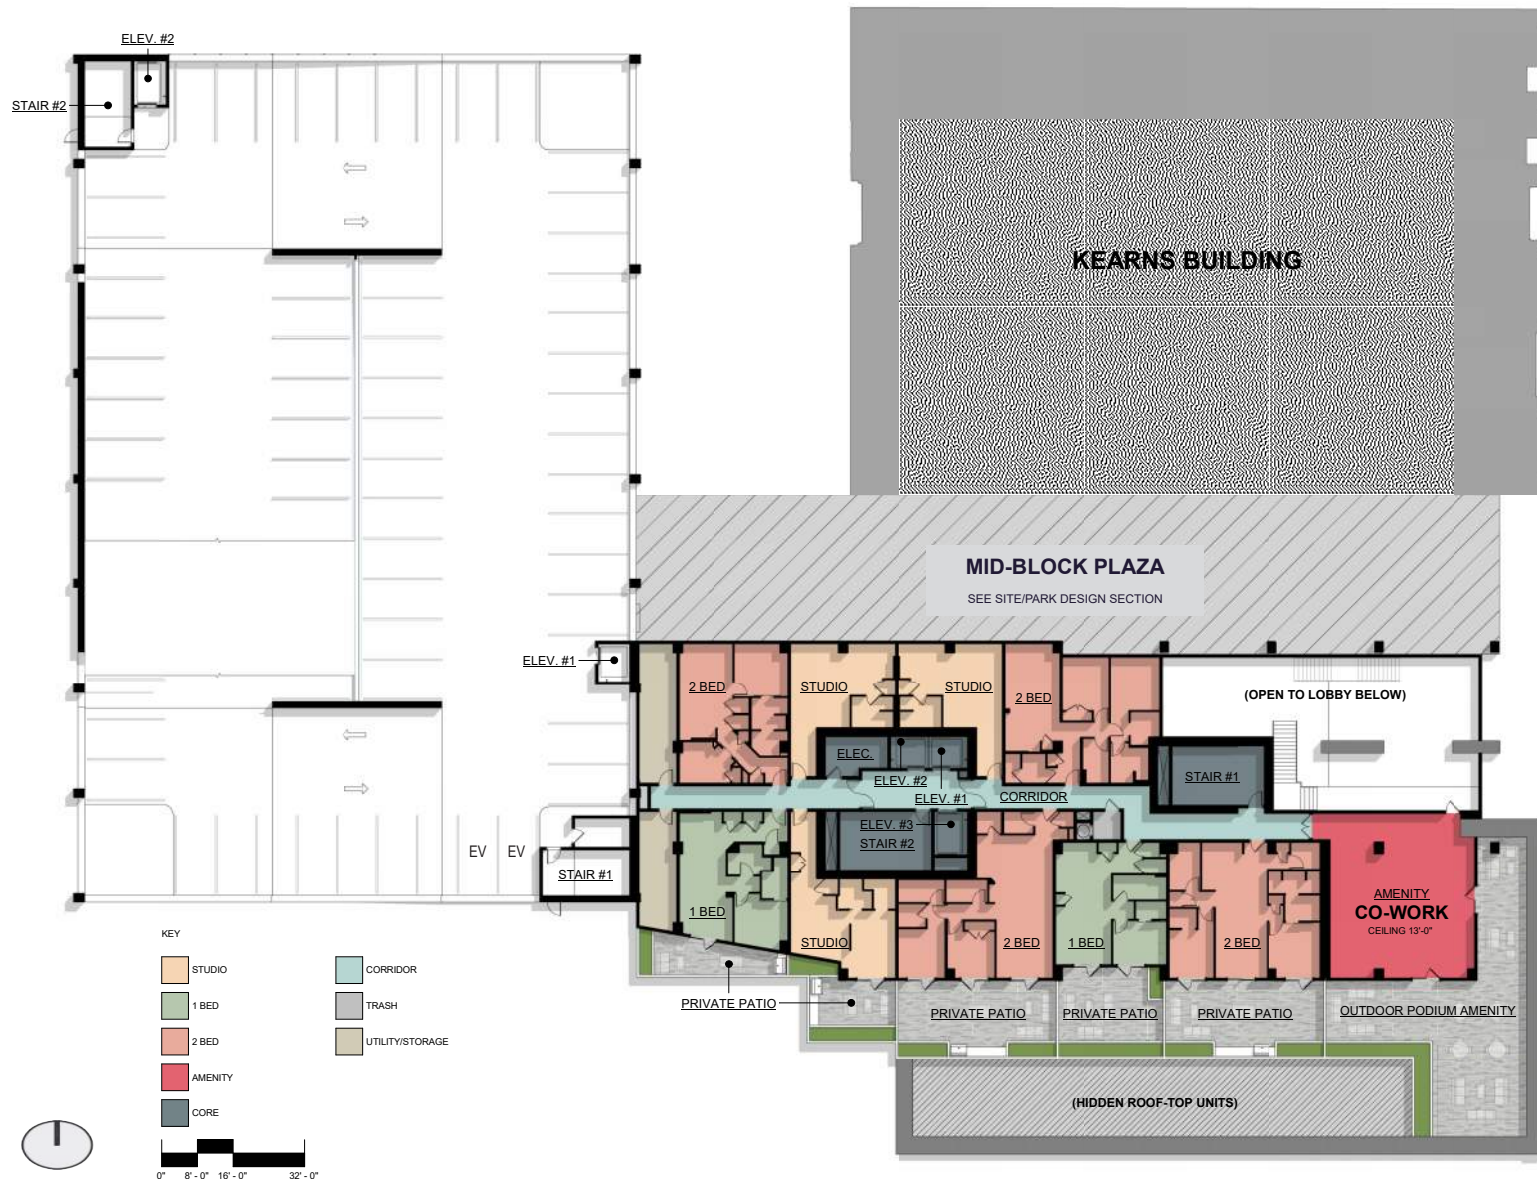 ELEV. #2
STAIR #2
KEARNS BUILDING
MID-BLOCK PLAZA
SEE SITE/PARK DESIGN SECTION
ELEV. #1
2 BED
STUDIO
STUDIO
2 BED
(OPEN TO LOBBY BELOW)
ELEC.
ELEV. #2
ELEV. #1
CORRIDOR
STAIR #1
ELEV. #3
STAIR #2
EV EV
STAIR #1
1 BED
STUDIO
2 BED
1 BED
2 BED
AMENITY
CO-WORK
CEILING 13'-0"
PRIVATE PATIO
PRIVATE PATIO
PRIVATE PATIO
PRIVATE PATIO
OUTDOOR PODIUM AMENITY
(HIDDEN ROOF-TOP UNITS)
KEY
STUDIO
1 BED
2 BED
AMENITY
CORE
CORRIDOR
TRASH
UTILITY/STORAGE
0" 8' - 0" 16' - 0" 32' - 0"